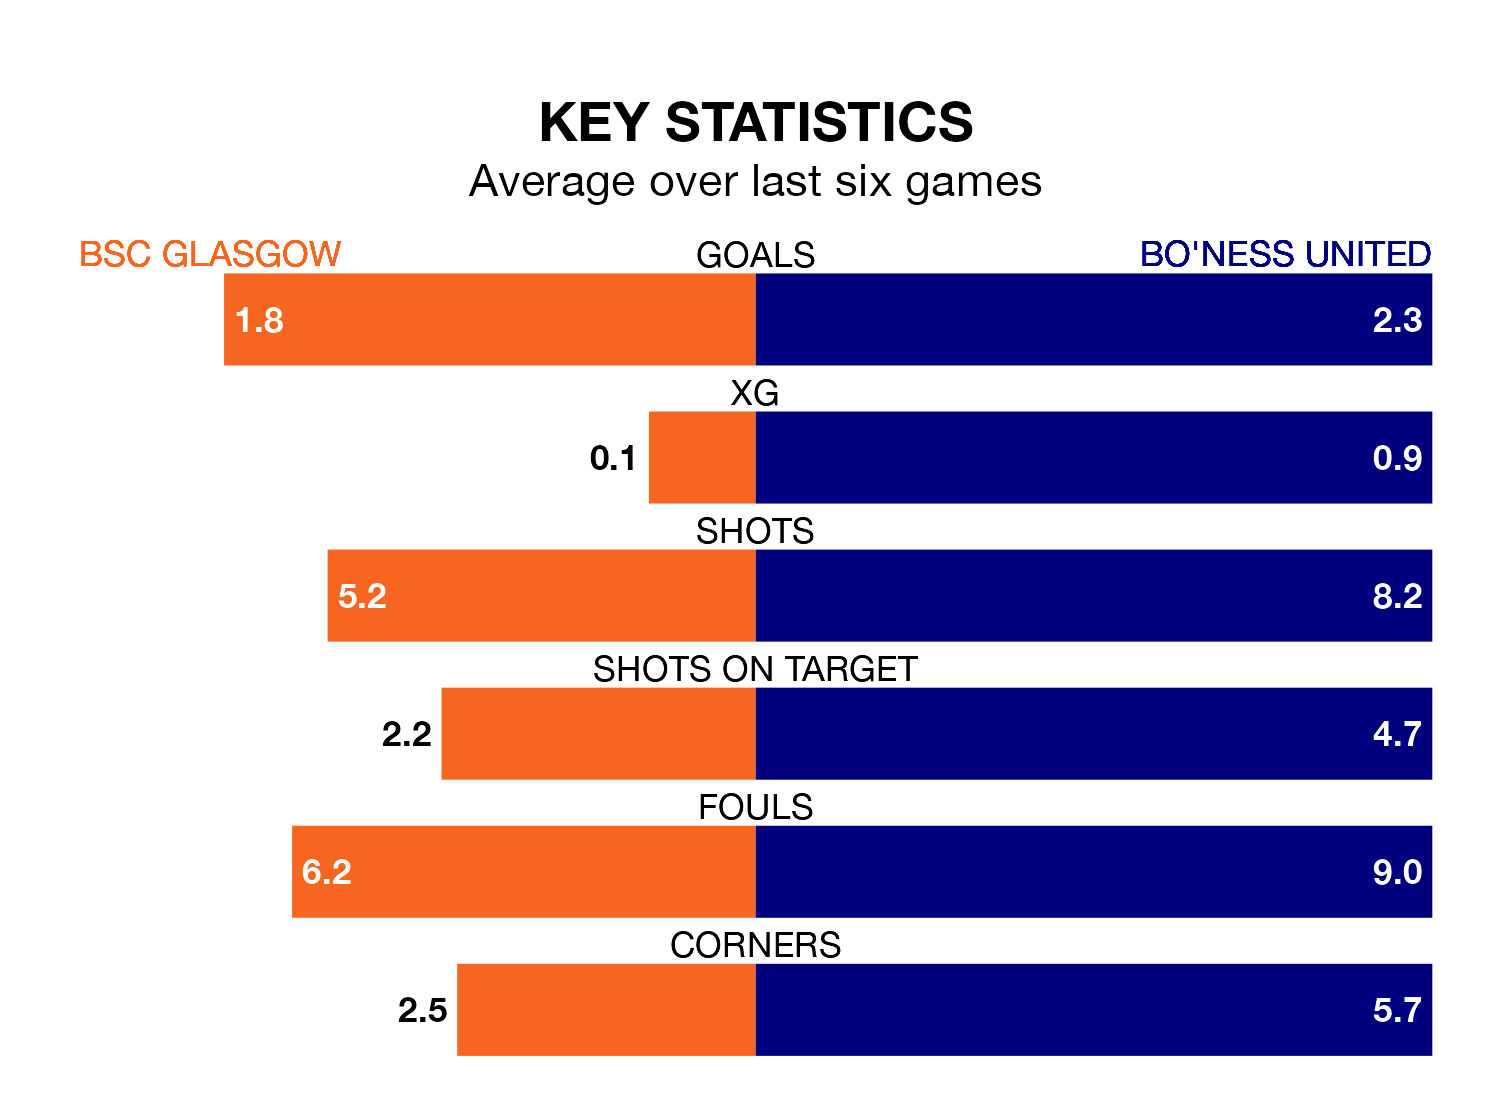 KEY STATISTICS
Average over last six games
BSC GLASGOW GOALS BO'NESS UNITED
1.8 2.3
XG
0.1 0.9
SHOTS
5.2 8.2
SHOTS ON TARGET
2.2 4.7
FOULS
6.2 9.0
CORNERS
2.5 5.7